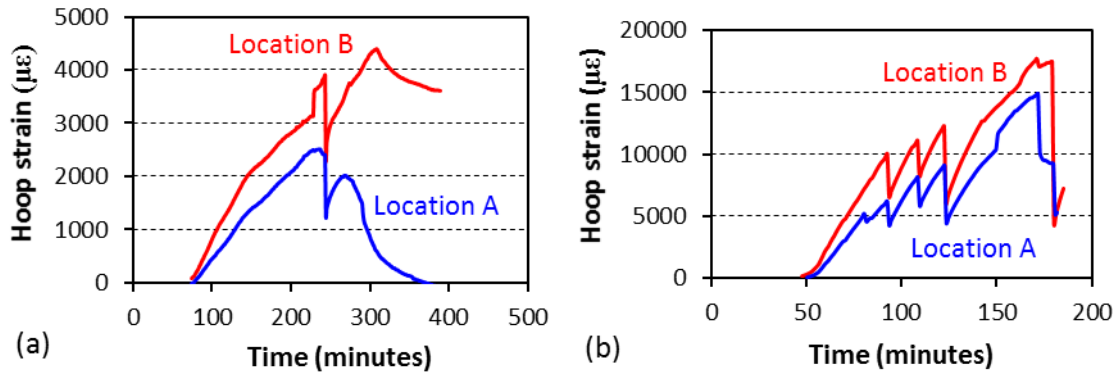 5000
4000
3000
2000
1000
0
Hoop strain (με)
Location B
Location A
0 100 200 300 400 500
Time (minutes)
(a)
20000
15000
10000
5000
0
Hoop strain (με)
Location B
Location A
0 50 100 150 200
Time (minutes)
(b)